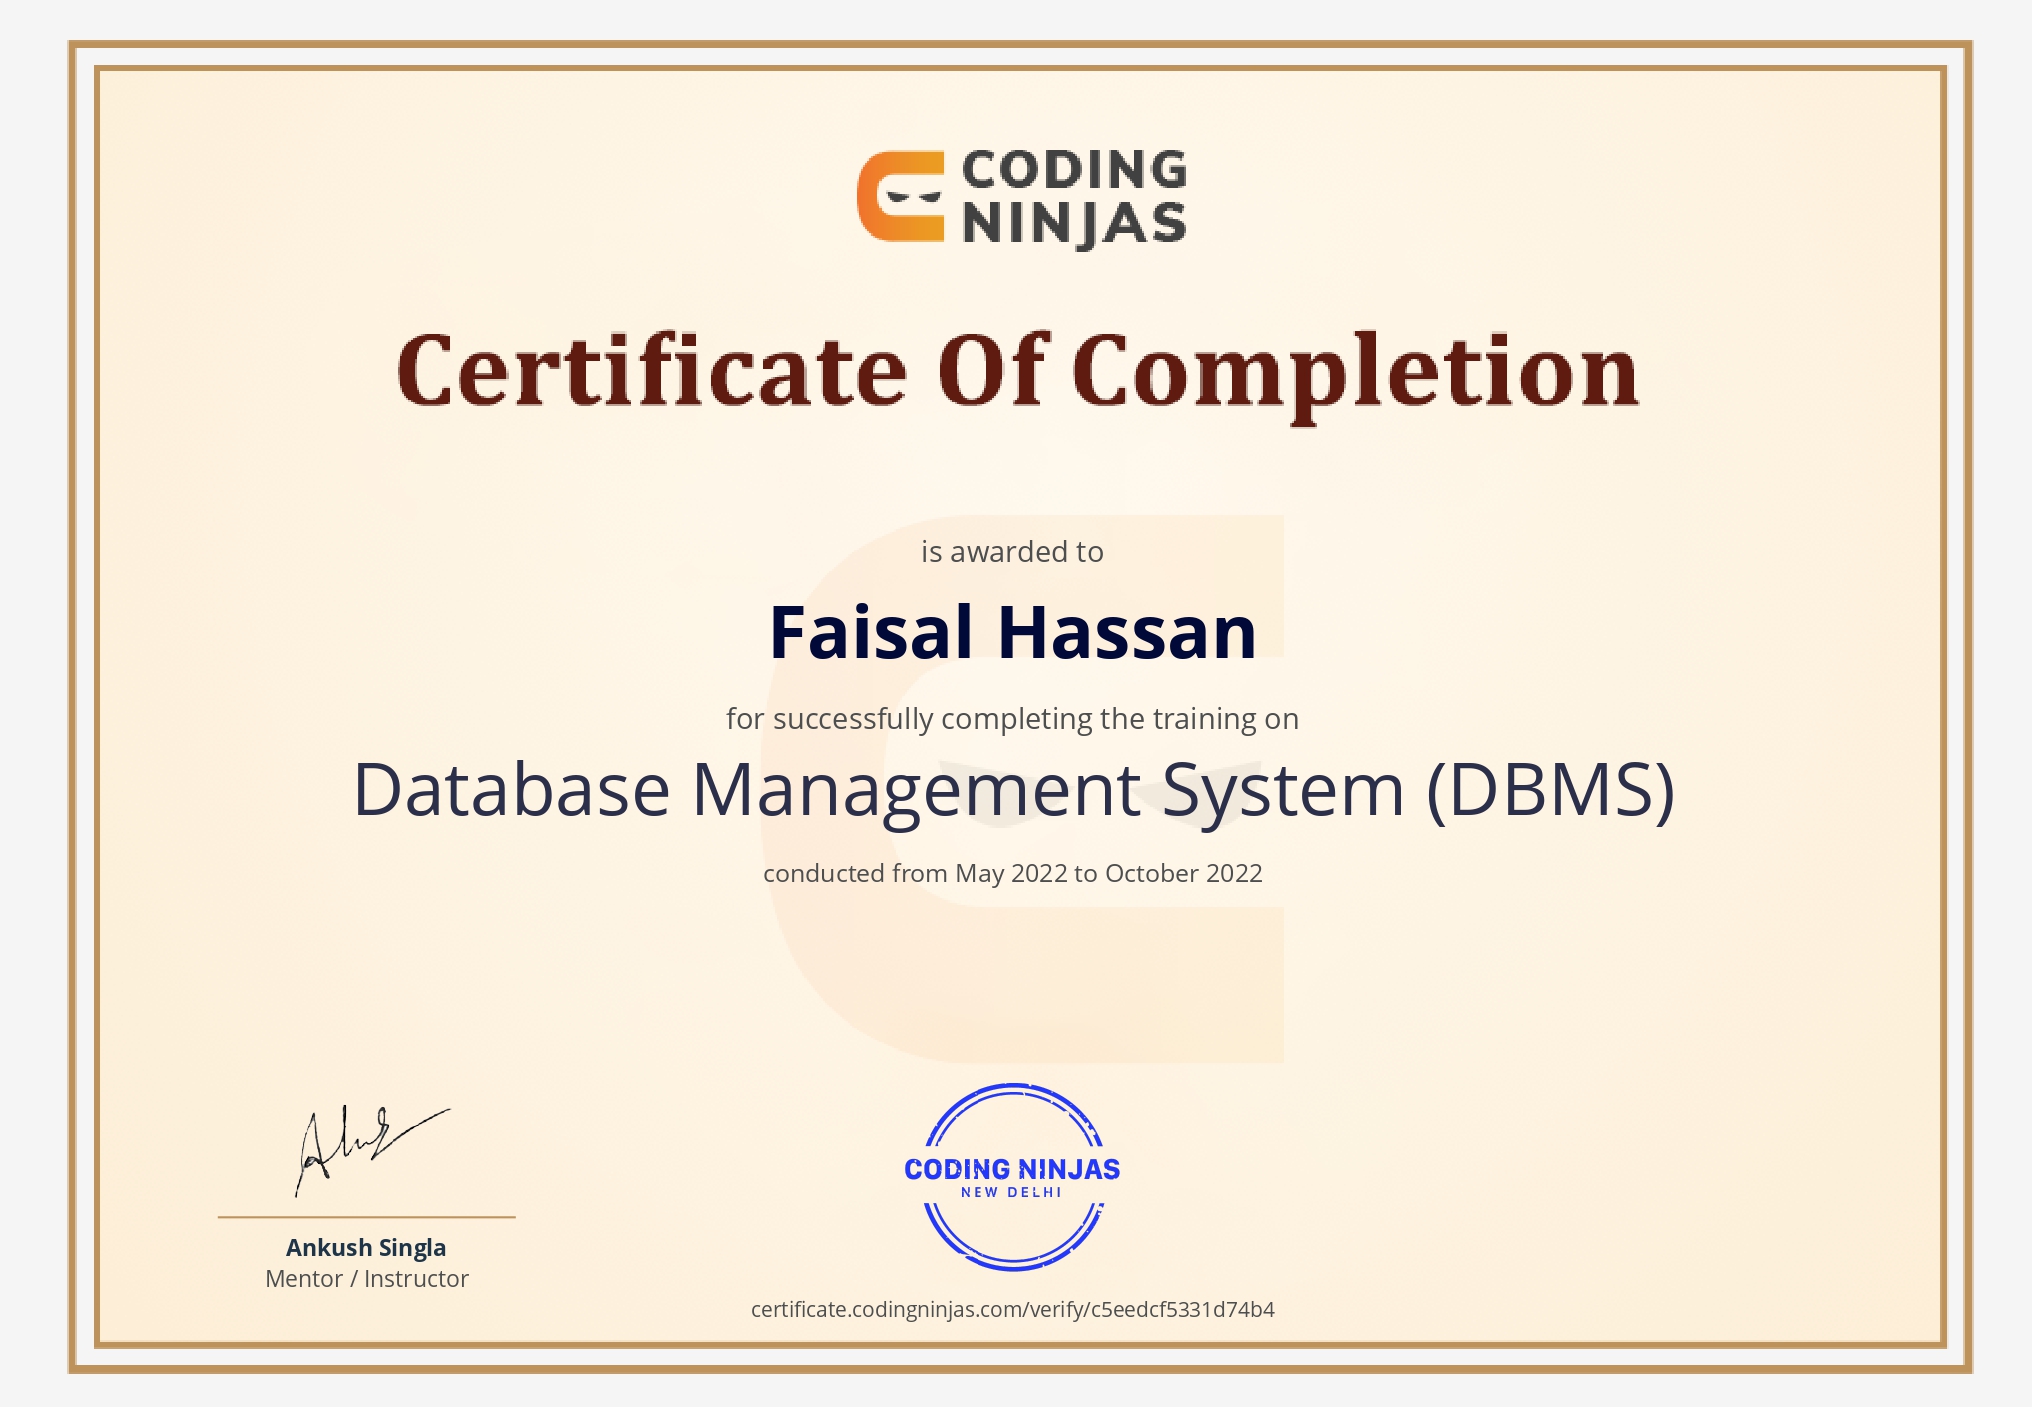 CODING
NINJAS
Certificate Of Completion
is awarded to
Faisal Hassan
for successfully completing the training on
Database Management System (DBMS)
conducted from May 2022 to October 2022
CODING NINJAS
NEW DELHI
Ankush Singla
Mentor / Instructor
certificate.codingninjas.com/verify/c5eedcf5331d74b4